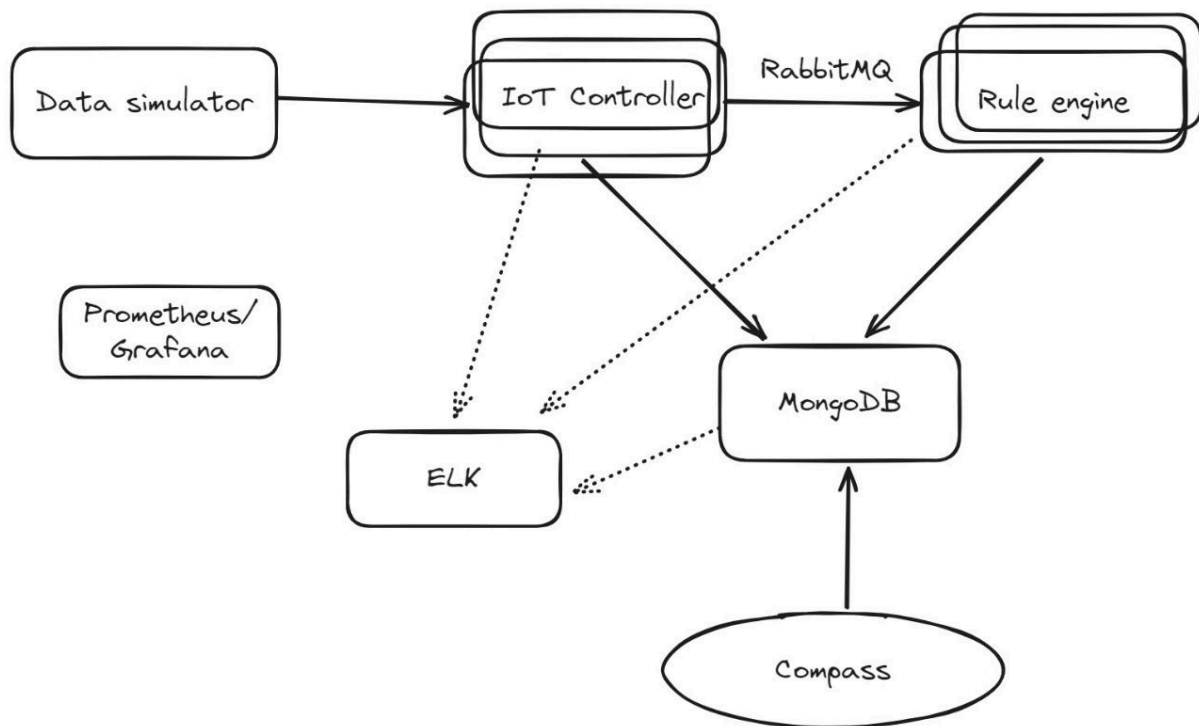 Data simulator
IoT Controller
RabbitMQ
Rule engine
Prometheus/
Grafana
MongoDB
ELK
Compass